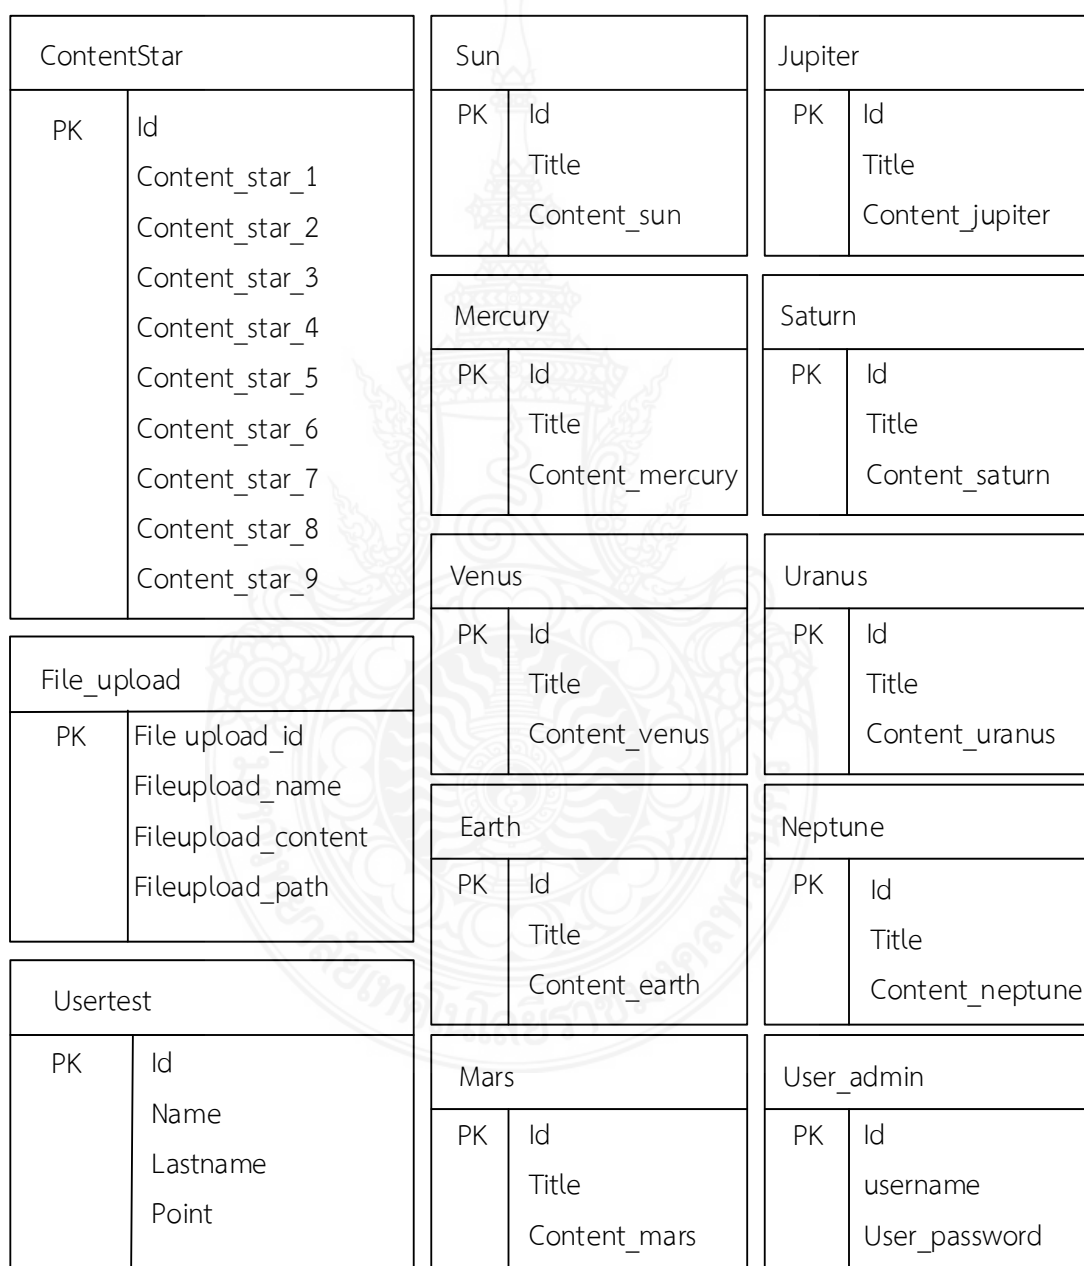 ContentStar
PK Id
Content_star_1
Content_star_2
Content_star_3
Content_star_4
Content_star_5
Content_star_6
Content_star_7
Content_star_8
Content_star_9
File_upload
PK File upload_id
Fileupload_name
Fileupload_content
Fileupload_path
Usertest
PK Id
Name
Lastname
Point
Sun
PK Id
Title
Content_sun
Mercury
PK Id
Title
Content_mercury
Venus
PK Id
Title
Content_venus
Earth
PK Id
Title
Content_earth
Mars
PK Id
Title
Content_mars
Jupiter
PK Id
Title
Content_jupiter
Saturn
PK Id
Title
Content_saturn
Uranus
PK Id
Title
Content_uranus
Neptune
PK Id
Title
Content_neptune
User_admin
PK Id
username
User_password